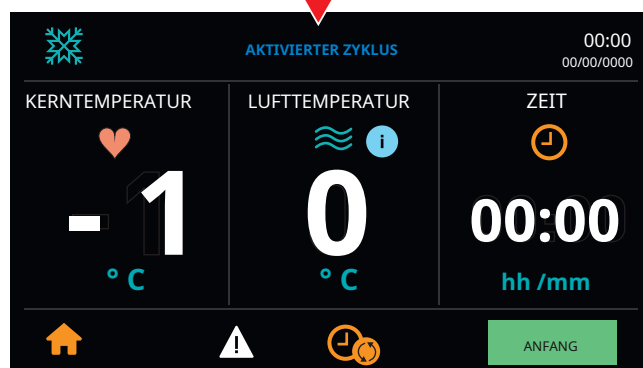 AKTIVIERTER ZYKLUS
00:00
00/00/0000
KERNTEMPERATUR
LUFTTEMPERATUR
ZEIT
i
- 1
0
00:00
° C
° C
hh /mm
ANFANG